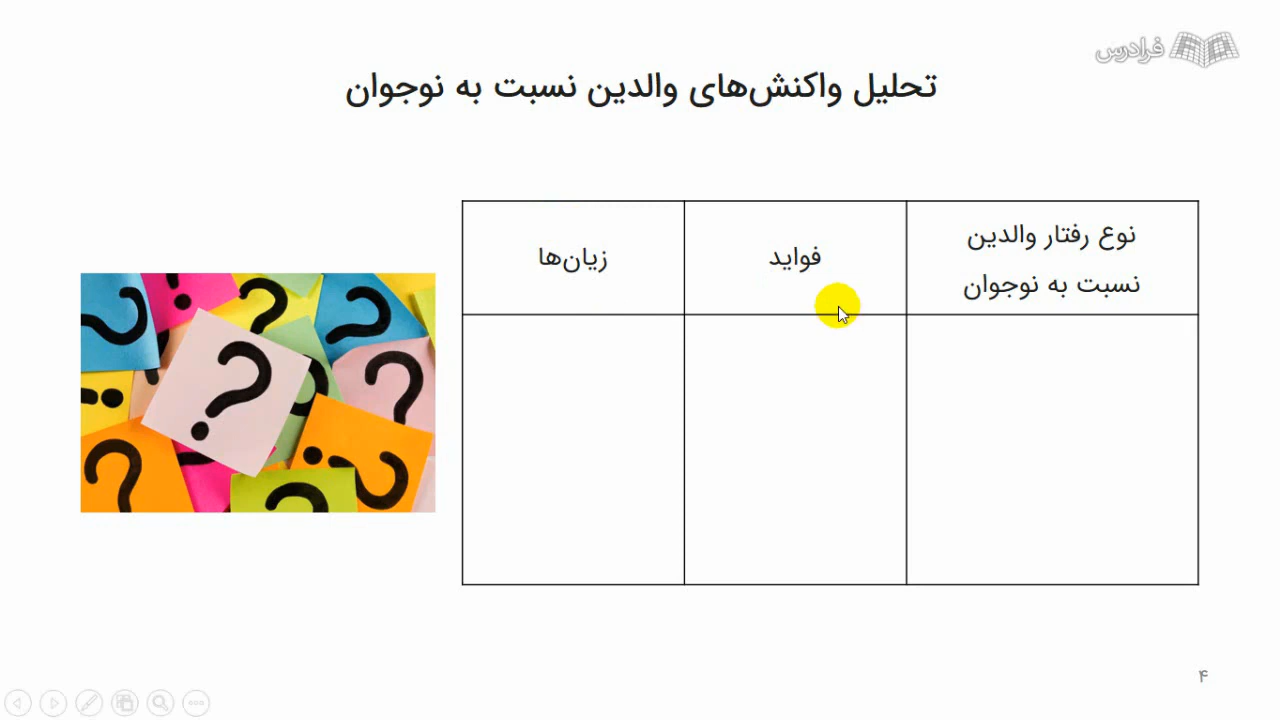 فرادرس
تحلیل واکنش‌های والدین نسبت به نوجوان
نوع رفتار والدین
نسبت به نوجوان
فواید
زیان‌ها
? ? ? ? ? ? ? ? ?
۴